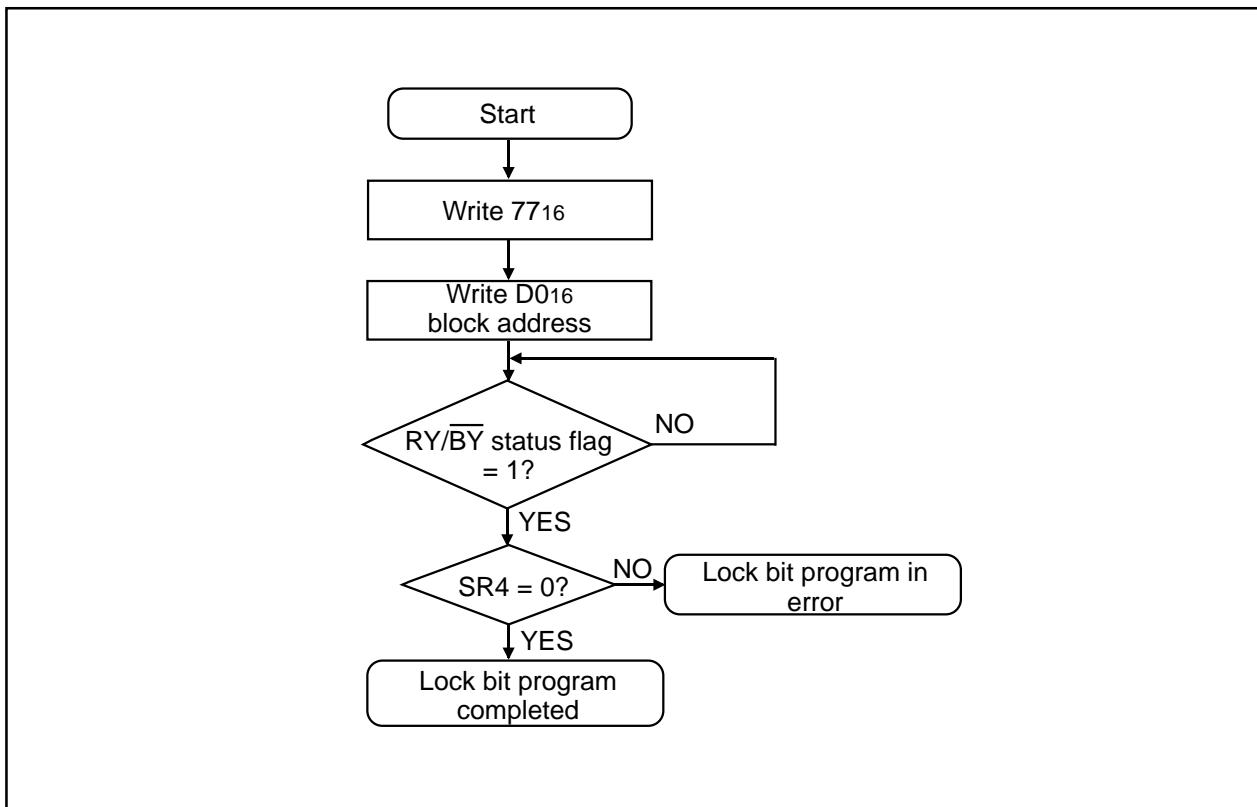 Start
Write 77₁₆
Write D0₁₆
block address
NO
RY/B̅Y̅ status flag
= 1?
YES
SR4 = 0?
NO
Lock bit program in
error
YES
Lock bit program
completed